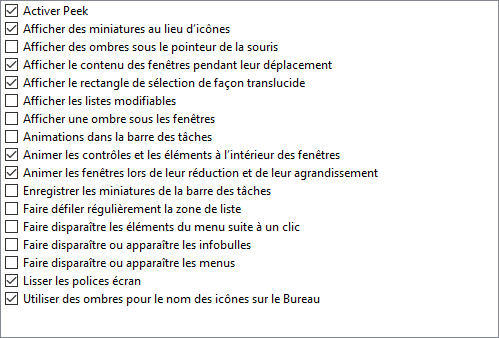 Activer Peek
Afficher des miniatures au lieu d'icônes
Afficher des ombres sous le pointeur de la souris
Afficher le contenu des fenêtres pendant leur déplacement
Afficher le rectangle de sélection de façon translucide
Afficher les listes modifiables
Afficher une ombre sous les fenêtres
Animations dans la barre des tâches
Animer les contrôles et les éléments à l'intérieur des fenêtres
Animer les fenêtres lors de leur réduction et de leur agrandissement
Enregistrer les miniatures de la barre des tâches
Faire défiler régulièrement la zone de liste
Faire disparaître les éléments du menu suite à un clic
Faire disparaître ou apparaître les infobulles
Faire disparaître ou apparaître les menus
Lisser les polices écran
Utiliser des ombres pour le nom des icônes sur le Bureau